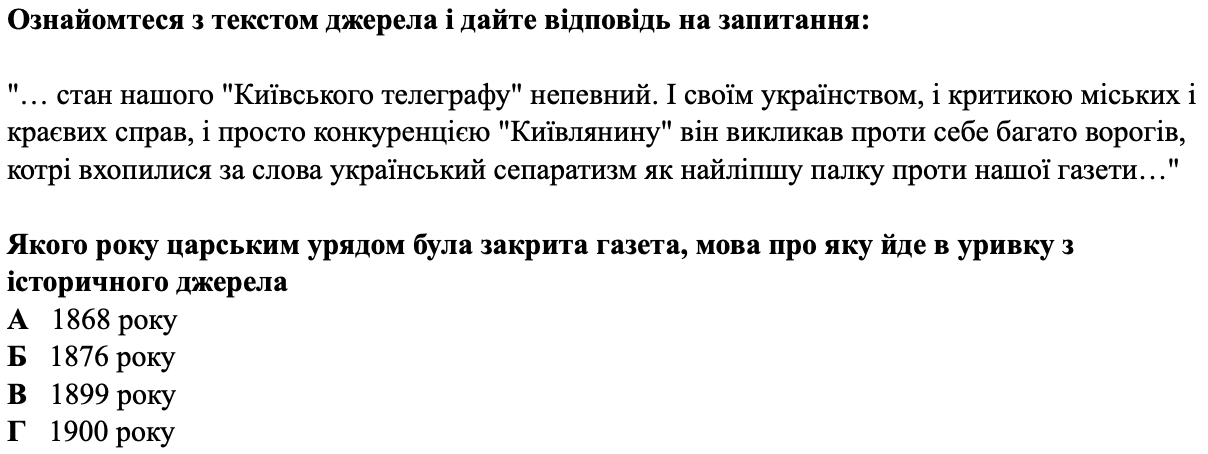 Ознайомтеся з текстом джерела і дайте відповідь на запитання:
"… стан нашого "Київського телеграфу" непевний. І своїм українством, і критикою міських і
краєвих справ, і просто конкуренцією "Київлянину" він викликав проти себе багато ворогів,
котрі вхопилися за слова український сепаратизм як найліпшу палку проти нашої газети…"
Якого року царським урядом була закрита газета, мова про яку йде в уривку з
історичного джерела
А 1868 року
Б 1876 року
В 1899 року
Г 1900 року